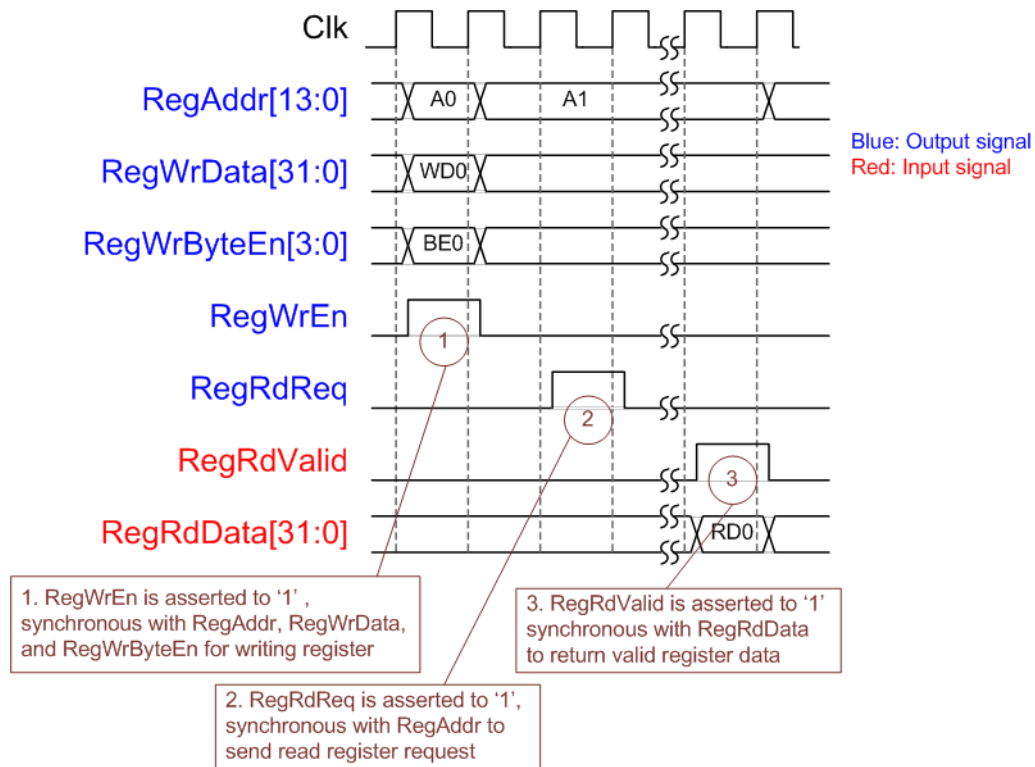 Clk
RegAddr[13:0]
A0
A1
Blue: Output signal
Red: Input signal
RegWrData[31:0]
WD0
RegWrByteEn[3:0]
BE0
RegWrEn
1
RegRdReq
2
RegRdValid
3
RegRdData[31:0]
RD0
1. RegWrEn is asserted to ‘1’ ,
synchronous with RegAddr, RegWrData,
and RegWrByteEn for writing register
3. RegRdValid is asserted to ‘1’
synchronous with RegRdData
to return valid register data
2. RegRdReq is asserted to ‘1’,
synchronous with RegAddr to
send read register request